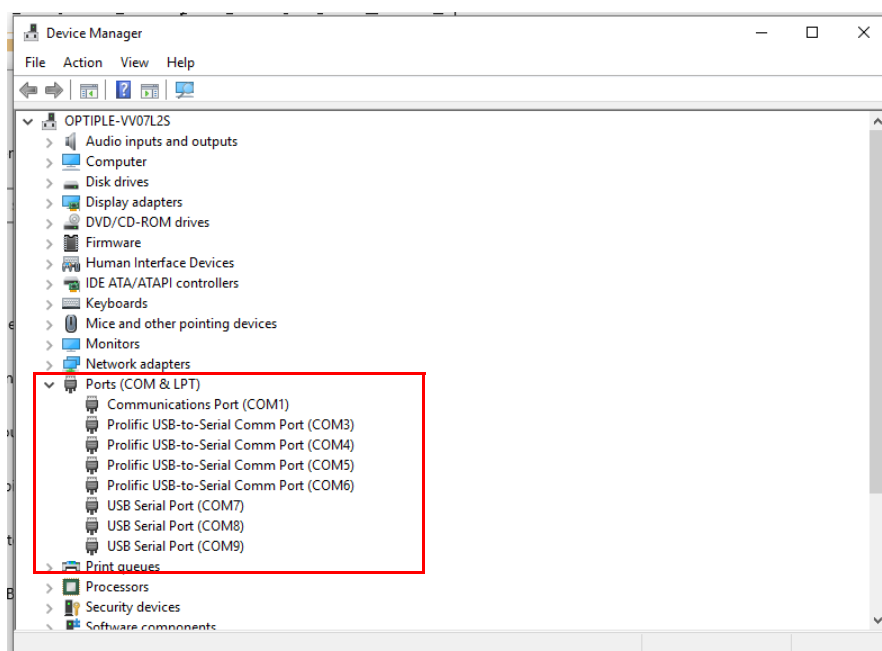 Device Manager
File Action View Help
OPTIPLE-VV07L2S
Audio inputs and outputs
Computer
Disk drives
Display adapters
DVD/CD-ROM drives
Firmware
Human Interface Devices
IDE ATA/ATAPI controllers
Keyboards
Mice and other pointing devices
Monitors
Network adapters
Ports (COM & LPT)
Communications Port (COM1)
Prolific USB-to-Serial Comm Port (COM3)
Prolific USB-to-Serial Comm Port (COM4)
Prolific USB-to-Serial Comm Port (COM5)
Prolific USB-to-Serial Comm Port (COM6)
USB Serial Port (COM7)
USB Serial Port (COM8)
USB Serial Port (COM9)
Print queues
Processors
Security devices
Software components